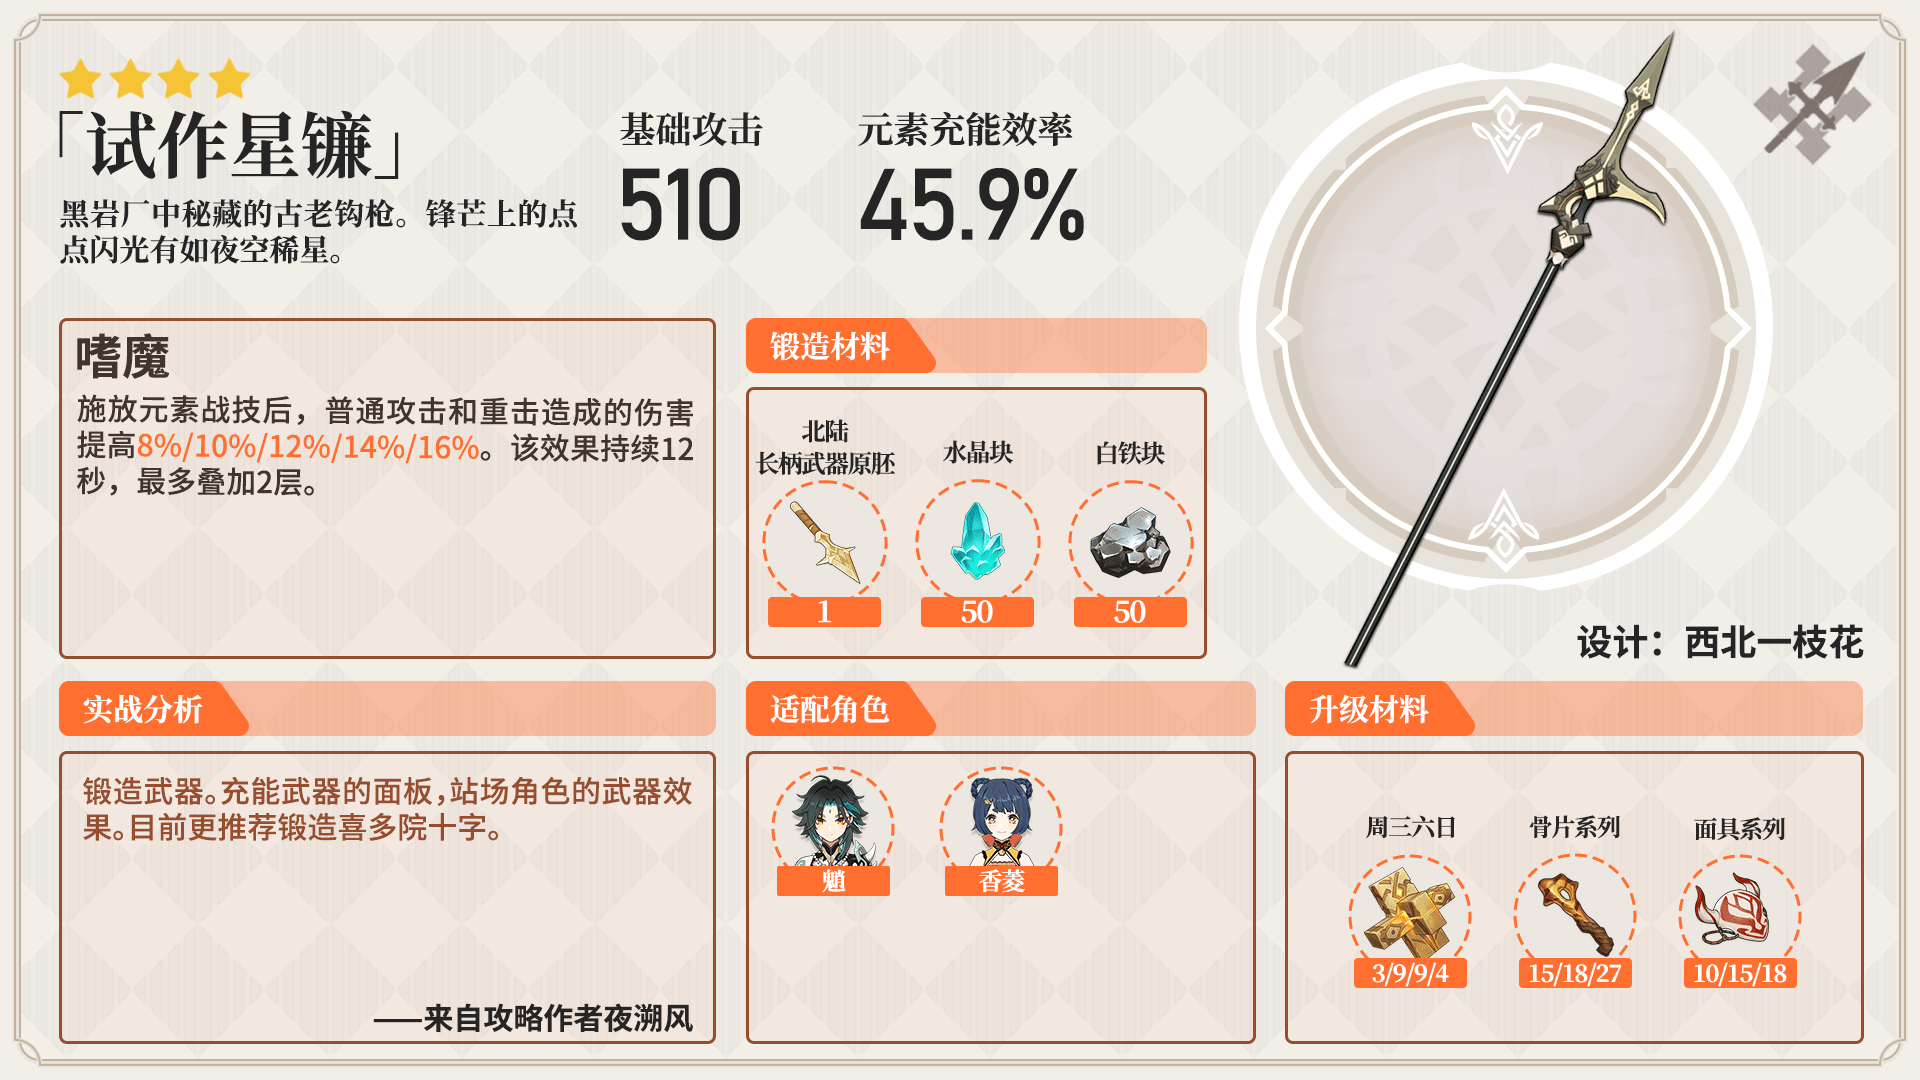 「试作星镰」
黑岩厂中秘藏的古老钩枪。锋芒上的点
点闪光有如夜空稀星。
基础攻击
510
元素充能效率
45.9%
嗜魔
施放元素战技后，普通攻击和重击造成的伤害
提高8%/10%/12%/14%/16%。该效果持续12
秒，最多叠加2层。
锻造材料
北陆
长柄武器原胚
水晶块
白铁块
1
50
50
设计：西北一枝花
实战分析
锻造武器。充能武器的面板，站场角色的武器效
果。目前更推荐锻造喜多院十字。
——来自攻略作者夜溯风
适配角色
魈
香菱
升级材料
周三六日
骨片系列
面具系列
3/9/9/4
15/18/27
10/15/18